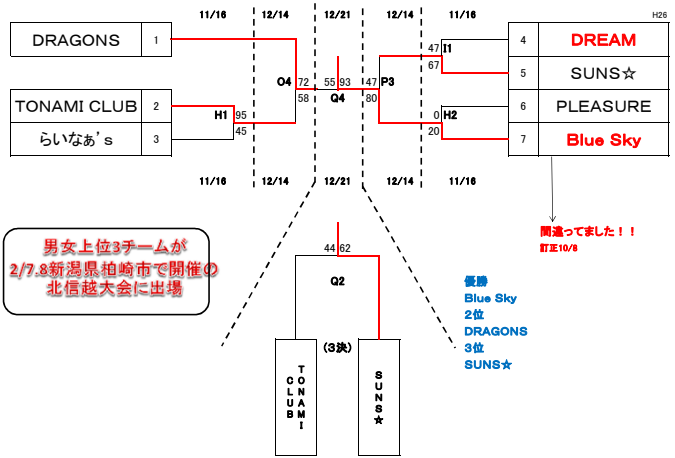 11/16 12/14 12/21 12/14 11/16
H26
DRAGONS 1
4 DREAM
47 I1
67
5 SUNS☆
O4 72 55 93 47 P3
58 Q4 80
TONAMI CLUB 2
6 PLEASURE
H1 95
45
0 H2
20
らいなぁ's 3
7 Blue Sky
11/16 12/14 12/21 12/14 11/16
間違ってました！！
訂正10/8
男女上位3チームが
2/7.8新潟県柏崎市で開催の
北信越大会に出場
44 62
Q2
優勝
Blue Sky
2位
DRAGONS
3位
SUNS☆
(3決)
TONAMI
CLUB
SUNS☆